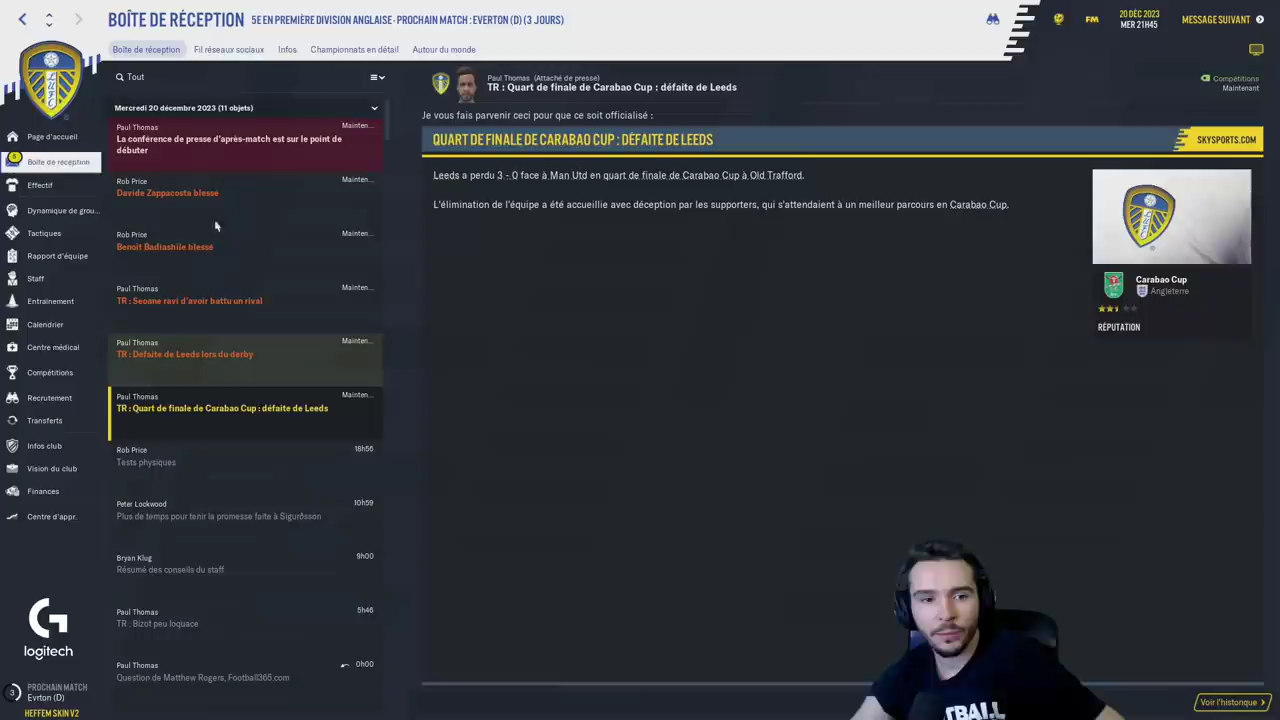 BOÎTE DE RÉCEPTION
5E EN PREMIÈRE DIVISION ANGLAISE - PROCHAIN MATCH : EVERTON (D) (3 JOURS)
20 DÉC 2023
MER 21H45
MESSAGE SUIVANT
FM
Boîte de réception
Fil réseaux sociaux
Infos
Championnats en détail
Autour du monde
LUFC
Page d'accueil
Boîte de réception
Effectif
Dynamique de grou...
Tactiques
Rapport d'équipe
Staff
Entraînement
Calendrier
Centre médical
Compétitions
Recrutement
Transferts
Infos club
Vision du club
Finances
Centre d'appr.
logitech
3
PROCHAIN MATCH
Evrton (D)
HEFFEM SKIN V2
Tout
Mercredi 20 décembre 2023 (11 objets)
Paul Thomas
Mainten...
La conférence de presse d'après-match est sur le point de
débuter
Rob Price
Mainten...
Davide Zappacosta blessé
Rob Price
Mainten...
Benoît Badiashile blessé
Paul Thomas
Mainten...
TR : Seoane ravi d'avoir battu un rival
Paul Thomas
Mainten...
TR : Défaite de Leeds lors du derby
Paul Thomas
Mainten...
TR : Quart de finale de Carabao Cup : défaite de Leeds
Rob Price
18h56
Tests physiques
Peter Lockwood
10h59
Plus de temps pour tenir la promesse faite à Sigurðsson
Bryan Klug
9h00
Résumé des conseils du staff
Paul Thomas
5h46
TR : Bizot peu loquace
Paul Thomas
0h00
Question de Matthew Rogers, Football365.com
Paul Thomas (Attaché de presse)
TR : Quart de finale de Carabao Cup : défaite de Leeds
Compétitions
Maintenant
Je vous fais parvenir ceci pour que ce soit officialisé :
QUART DE FINALE DE CARABAO CUP : DÉFAITE DE LEEDS
SKYSPORTS.COM
Leeds a perdu 3 - 0 face à Man Utd en quart de finale de Carabao Cup à Old Trafford.
L'élimination de l'équipe a été accueillie avec déception par les supporters, qui s'attendaient à un meilleur parcours en Carabao Cup.
Carabao Cup
Angleterre
RÉPUTATION
Voir l'historique